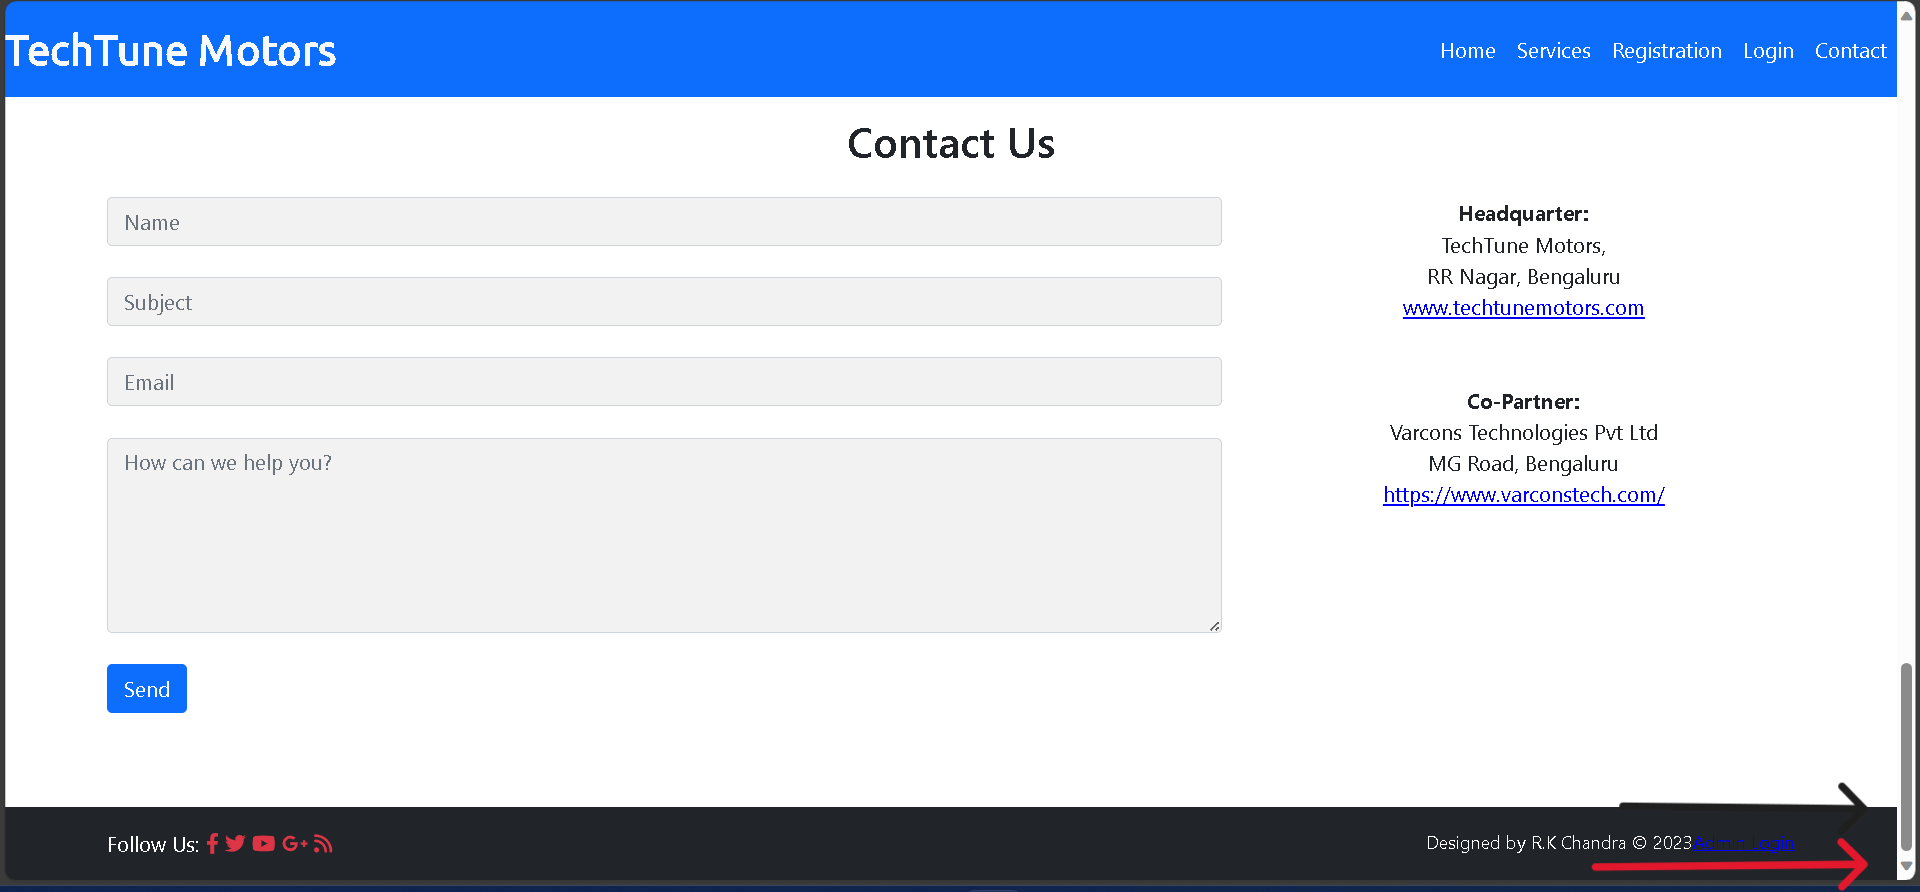 TechTune Motors
Home Services Registration Login Contact
Contact Us
Name
Subject
Email
How can we help you?
Send
Headquarter:
TechTune Motors,
RR Nagar, Bengaluru
www.techtunemotors.com
Co-Partner:
Varcons Technologies Pvt Ltd
MG Road, Bengaluru
https://www.varconstech.com/
Follow Us:
Designed by R.K Chandra © 2023Admin Login